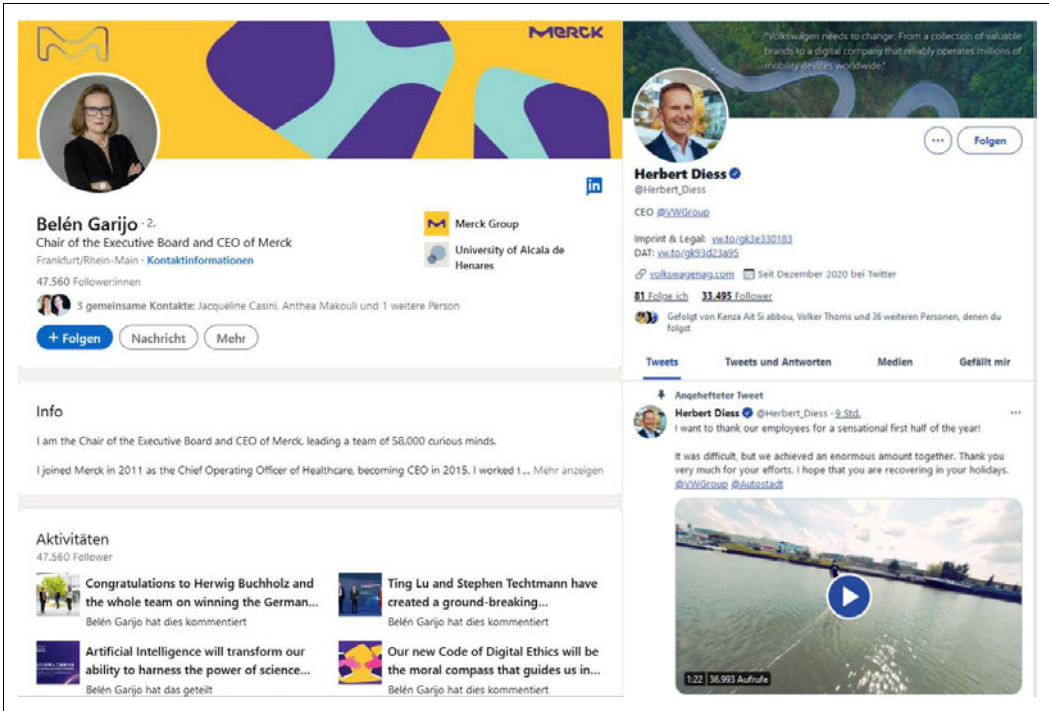 MERCK
Belén Garijo · 2.
Chair of the Executive Board and CEO of Merck
Frankfurt/Rhein-Main · Kontaktinformationen
47.560 Follower:innen
3 gemeinsame Kontakte: Jacqueline Casini, Anthea Makouli und 1 weitere Person
+ Folgen
Nachricht
Mehr
in
Merck Group
University of Alcala de
Henares
Info
I am the Chair of the Executive Board and CEO of Merck, leading a team of 58.000 curious minds.
I joined Merck in 2011 as the Chief Operating Officer of Healthcare, becoming CEO in 2015. I worked t... Mehr anzeigen
Aktivitäten
47.560 Follower
Congratulations to Herwig Buchholz and
the whole team on winning the German...
Belén Garijo hat dies kommentiert
Ting Lu and Stephen Techtmann have
created a ground-breaking...
Belén Garijo hat dies kommentiert
Artificial Intelligence will transform our
ability to harness the power of science...
Belén Garijo hat das geteilt
Our new Code of Digital Ethics will be
the moral compass that guides us in...
Belén Garijo hat dies kommentiert
"Volkswagen needs to change: From a collection of valuable
brands to a digital company that reliably operates millions of
mobility devices worldwide."
... Folgen
Herbert Diess
@Herbert_Diess
CEO @VWGroup
Imprint & Legal: vw.to/gk3e330183
DAT: vw.to/gk93d23a95
volkswagenag.com Seit Dezember 2020 bei Twitter
81 Folge ich 33.495 Follower
Gefolgt von Kenza Ait Si abbou, Volker Thoms und 36 weiteren Personen, denen du
folgst
Tweets Tweets und Antworten Medien Gefällt mir
Angehefteter Tweet
Herbert Diess @Herbert_Diess · 9 Std. ...
I want to thank our employees for a sensational first half of the year!
It was difficult, but we achieved an enormous amount together. Thank you
very much for your efforts. I hope that you are recovering in your holidays.
@VWGroup @Autostadt
1:22 36.993 Aufrufe